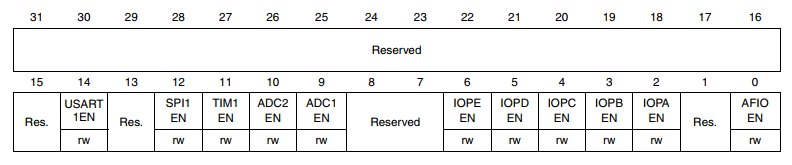 31 30 29 28 27 26 25 24 23 22 21 20 19 18 17 16
Reserved
15 14 13 12 11 10 9 8 7 6 5 4 3 2 1 0
Res. USART 1EN Res. SPI1 EN TIM1 EN ADC2 EN ADC1 EN Reserved IOPE EN IOPD EN IOPC EN IOPB EN IOPA EN Res. AFIO EN
rw rw rw rw rw rw rw rw rw rw rw